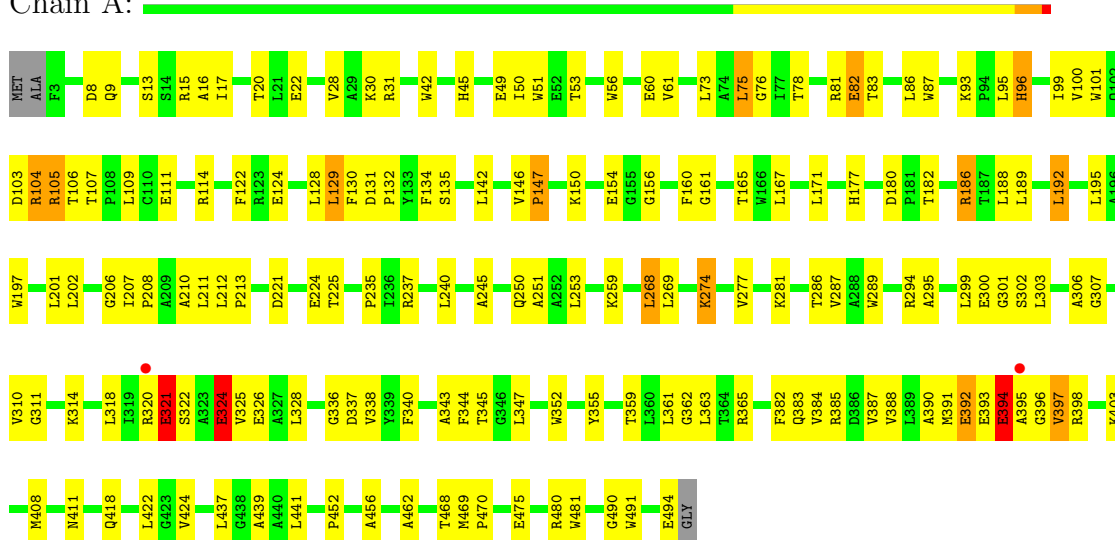 Chain A:
MET ALA F3 D8 Q9 S13 S14 R15 A16 I17 T20 L21 E22 V28 A29 K30 R31 W42 H45 E49 I50 W51 E52 T53 W56 E60 V61 L73 A74 L75 G76 I77 T78 R81 E82 T83 L86 W87 K93 P94 L95 H96 I99 V100 W101 Q102
D103 R104 R105 T106 T107 P108 L109 C110 E111 R114 F122 R123 E124 L128 L129 F130 D131 P132 Y133 F134 S135 L142 V146 P147 K150 E154 G155 G156 F160 G161 T165 W166 L167 L171 H177 D180 P181 T182 R186 T187 L188 L189 L192 L195 A196
W197 L201 L202 G206 I207 P208 A209 A210 L211 L212 P213 D221 E224 T225 P235 I236 R237 L240 A245 Q250 A251 A252 L253 K259 L268 L269 K274 V277 K281 T286 V287 A288 W289 R294 A295 L299 E300 G301 S302 L303 A306 G307
V310 G311 K314 L318 I319 R320 E321 S322 A323 E324 V325 E326 A327 L328 G336 D337 V338 Y339 F340 A343 F344 T345 G346 L347 W352 Y355 T359 L360 L361 G362 L363 T364 R365 F382 Q383 V384 R385 D386 V387 V388 L389 A390 M391 E392 E393 E394 A395 G396 V397 R398 K403
M408 N411 Q418 L422 G423 V424 L437 G438 A439 A440 L441 P452 A456 A462 T468 M469 P470 E475 R480 W481 G490 W491 E494 GLY